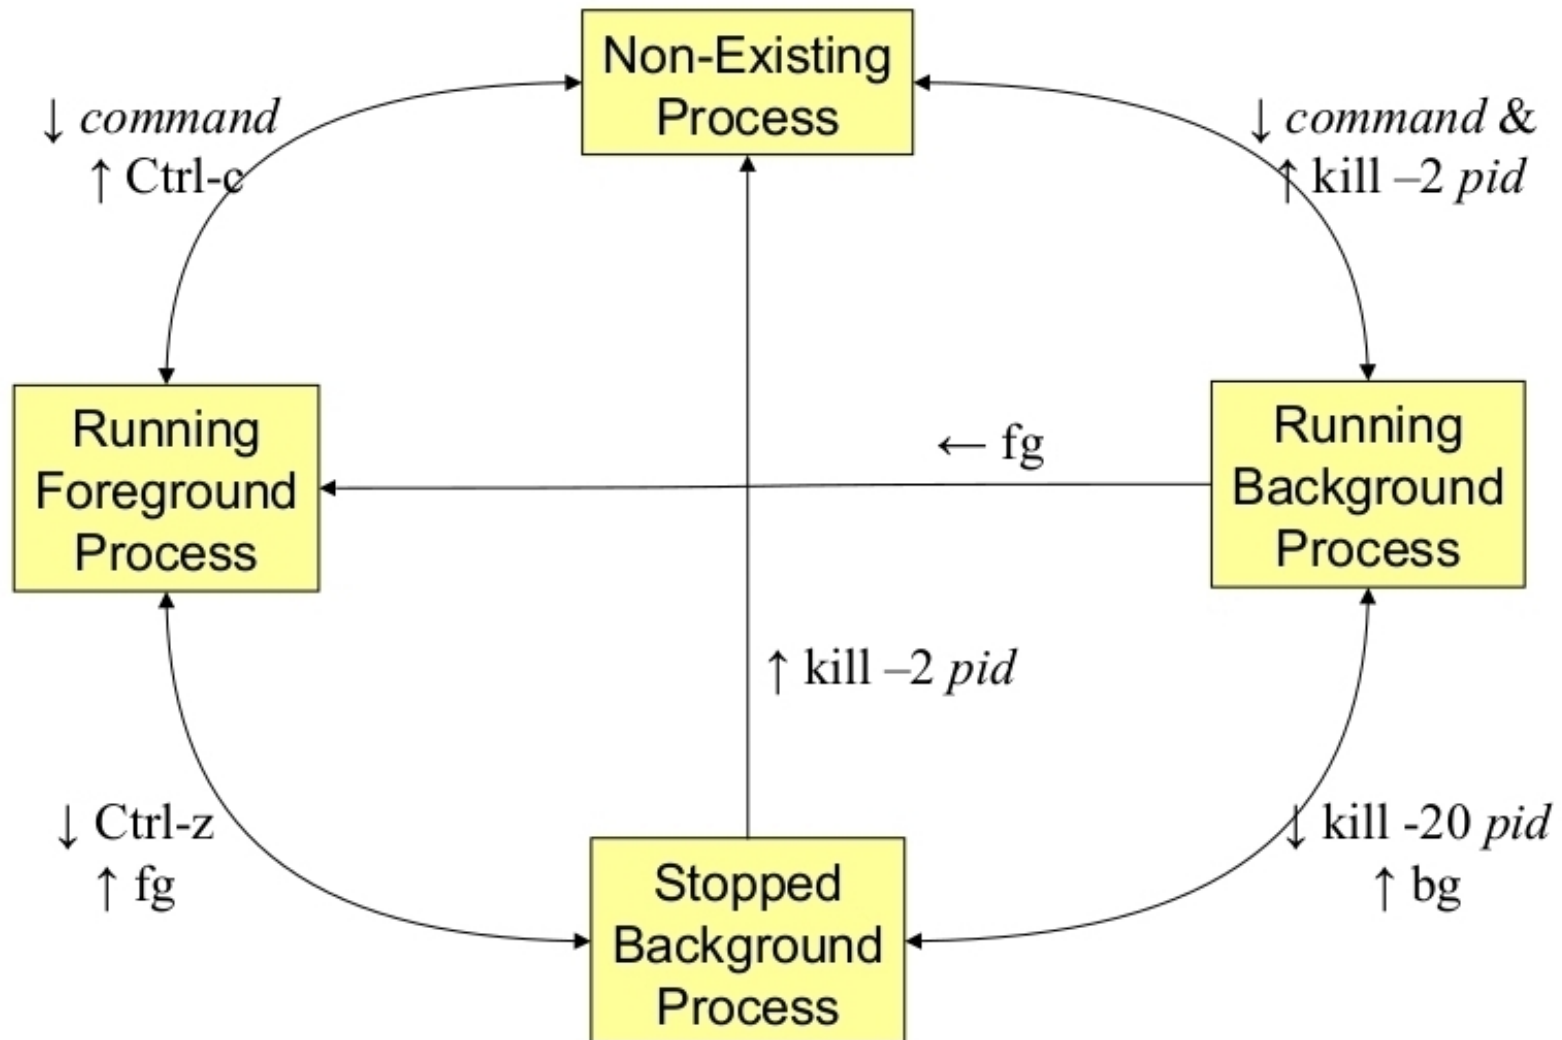 Non-Existing
Process
↓ command
↑ Ctrl-c
↓ command &
↑ kill –2 pid
Running
Foreground
Process
← fg
Running
Background
Process
↑ kill –2 pid
↓ Ctrl-z
↑ fg
↓ kill -20 pid
↑ bg
Stopped
Background
Process